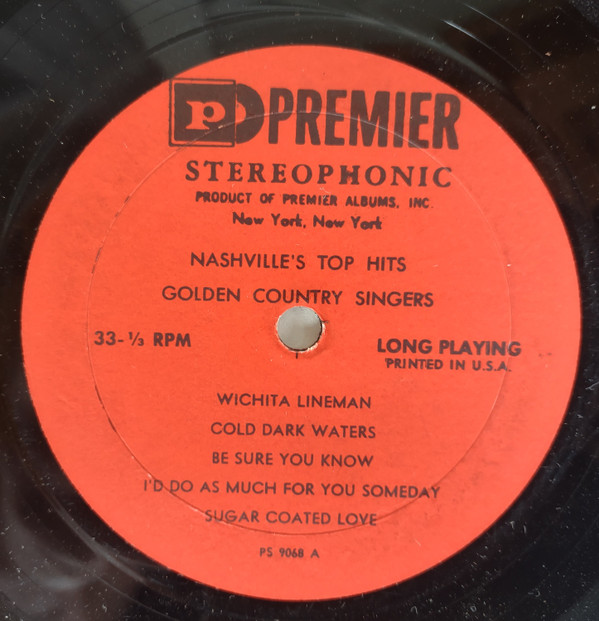 P PREMIER
STEREOPHONIC
PRODUCT OF PREMIER ALBUMS, INC.
New York, New York
NASHVILLE'S TOP HITS
GOLDEN COUNTRY SINGERS
33-⅓ RPM
LONG PLAYING
PRINTED IN U.S.A.
WICHITA LINEMAN
COLD DARK WATERS
BE SURE YOU KNOW
I'D DO AS MUCH FOR YOU SOMEDAY
SUGAR COATED LOVE
PS 9068 A